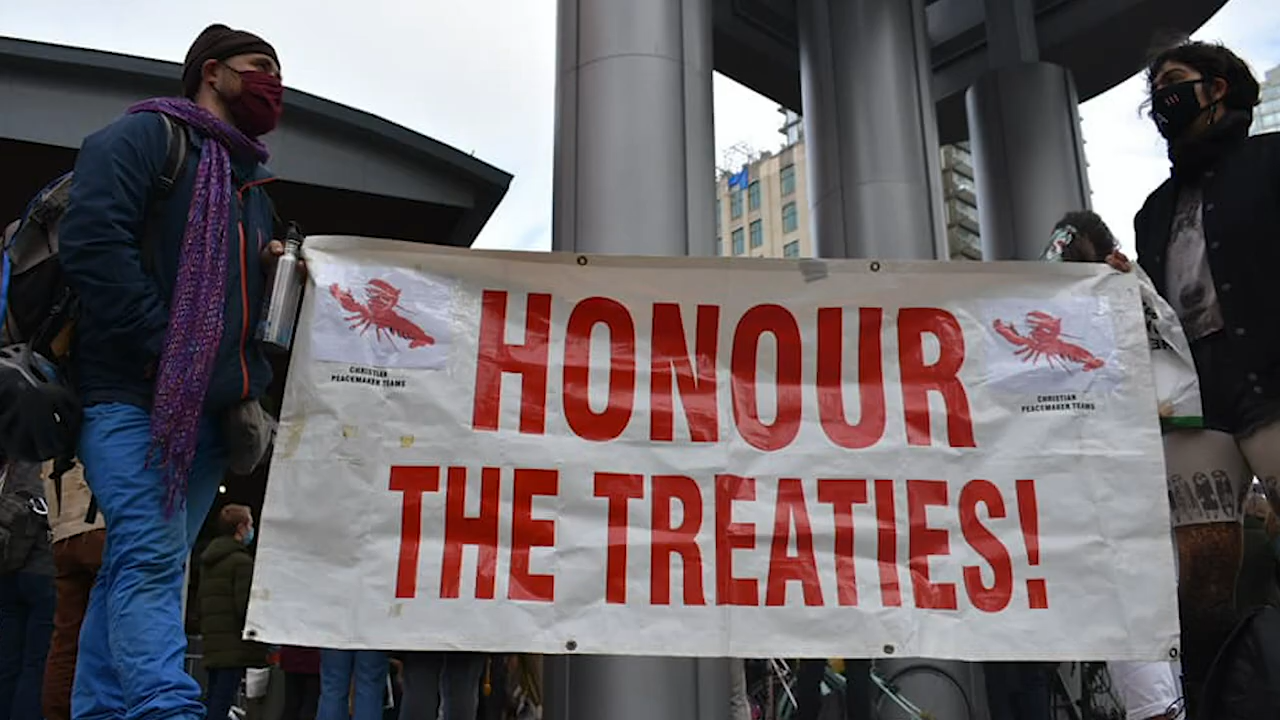 HONOUR
THE TREATIES!
CHRISTIAN
PEACEMAKER TEAMS
CHRISTIAN
PEACEMAKER TEAMS